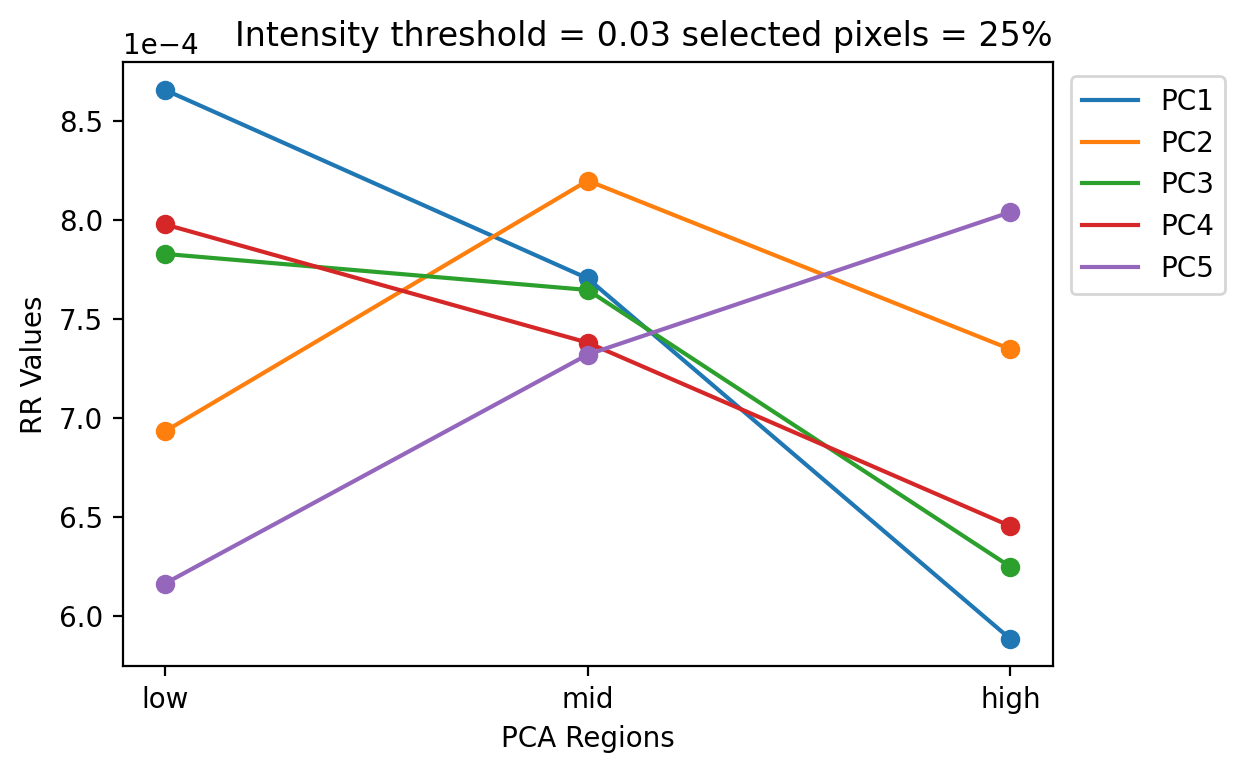 Intensity threshold = 0.03 selected pixels = 25%
1e−4
8.5
8.0
7.5
7.0
6.5
6.0
RR Values
low
mid
high
PCA Regions
PC1
PC2
PC3
PC4
PC5